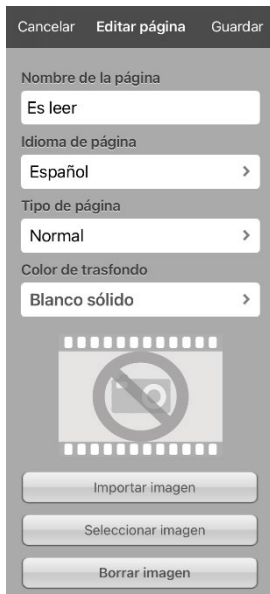 Cancelar Editar página Guardar
Nombre de la página
Es leer
Idioma de página
Español
Tipo de página
Normal
Color de trasfondo
Blanco sólido
Importar imagen
Seleccionar imagen
Borrar imagen